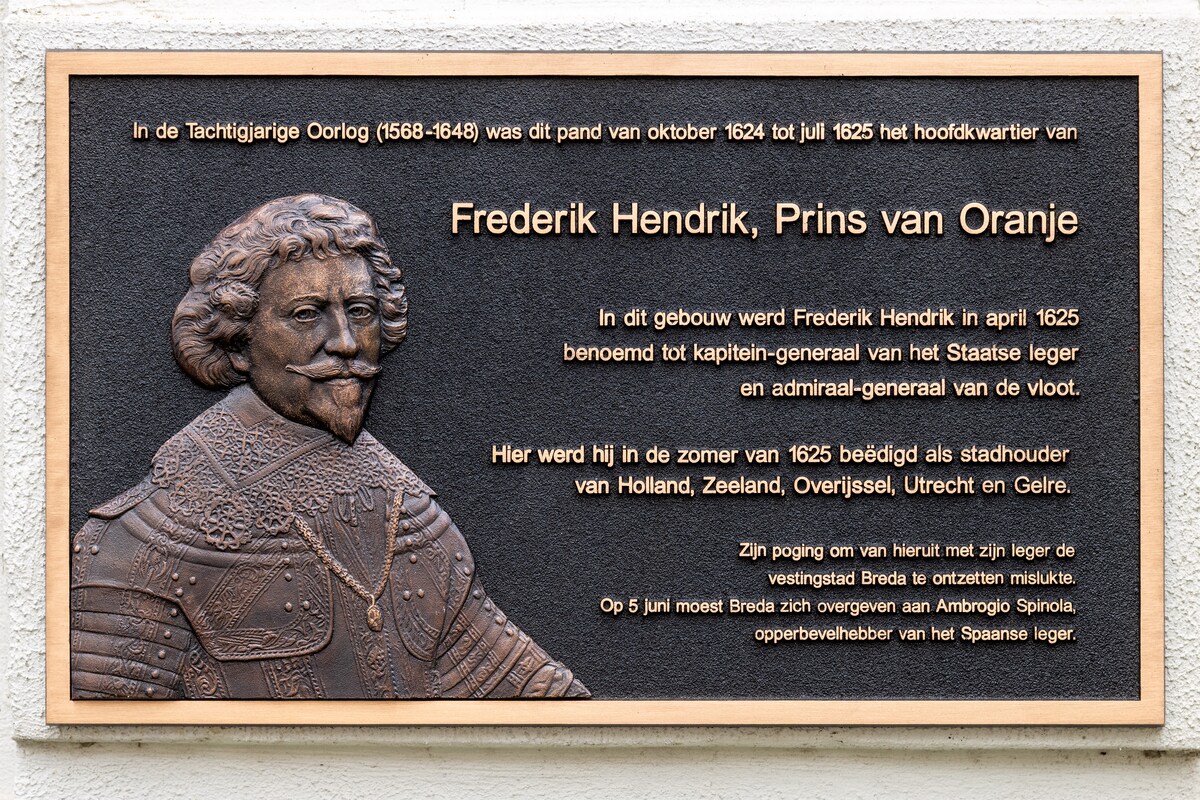 In de Tachtigjarige Oorlog (1568-1648) was dit pand van oktober 1624 tot juli 1625 het hoofdkwartier van
Frederik Hendrik, Prins van Oranje
In dit gebouw werd Frederik Hendrik in april 1625
benoemd tot kapitein-generaal van het Staatse leger
en admiraal-generaal van de vloot.
Hier werd hij in de zomer van 1625 beëdigd als stadhouder
van Holland, Zeeland, Overijssel, Utrecht en Gelre.
Zijn poging om van hieruit met zijn leger de
vestingstad Breda te ontzetten mislukte.
Op 5 juni moest Breda zich overgeven aan Ambrogio Spinola,
opperbevelhebber van het Spaanse leger.